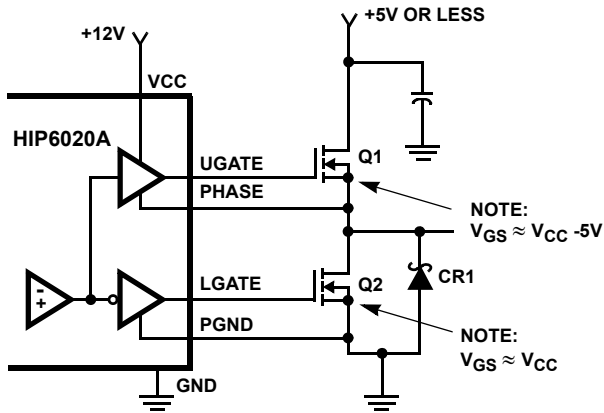 +12V
+5V OR LESS
VCC
HIP6020A
UGATE
Q1
PHASE
NOTE:
VGS ≈ VCC -5V
- +
LGATE
Q2
CR1
PGND
NOTE:
VGS ≈ VCC
GND